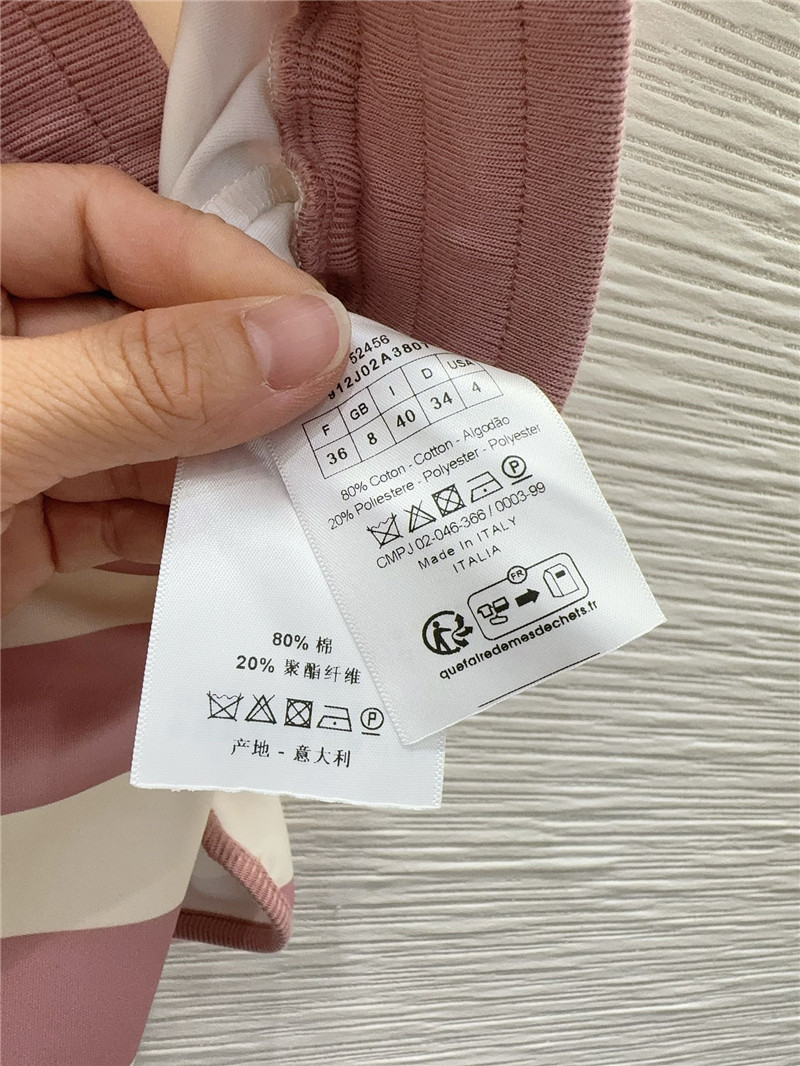 52456
912J02A3807
F GB I D USA
36 8 40 34 4
80% Coton - Cotton - Algodão
20% Poliestere - Polyester - Polyester
P
CMPJ 02-046-366 / 0003-99
Made In ITALY
ITALIA
FR
quefairedemesdechets.fr
80% 棉
20% 聚酯纤维
P
产地 - 意大利